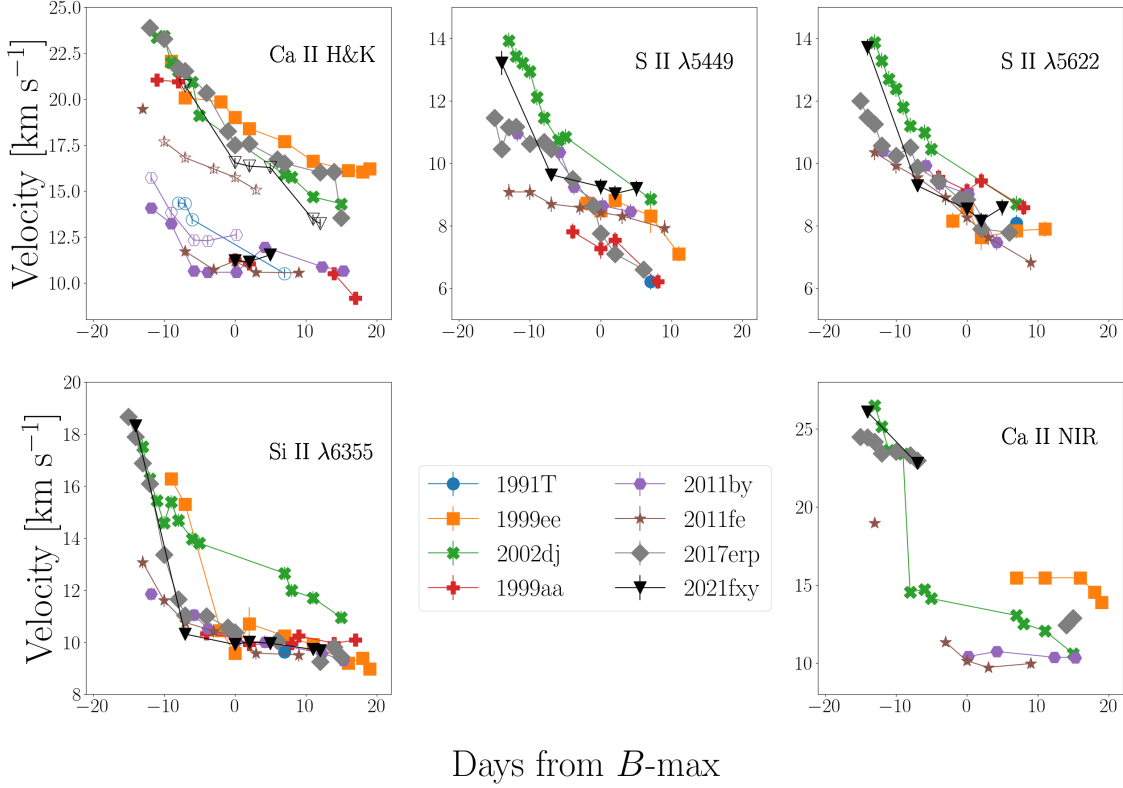 Ca II H&K
S II λ5449
S II λ5622
Velocity [km s⁻¹]
25.0
22.5
20.0
17.5
15.0
12.5
10.0
−20 −10 0 10 20
14
12
10
8
6
−20 −10 0 10 20
14
12
10
8
6
−20 −10 0 10 20
Si II λ6355
Ca II NIR
Velocity [km s⁻¹]
20
18
16
14
12
10
8
−20 −10 0 10 20
1991T
1999ee
2002dj
1999aa
2011by
2011fe
2017erp
2021fxy
25
20
15
10
−20 −10 0 10 20
Days from B-max